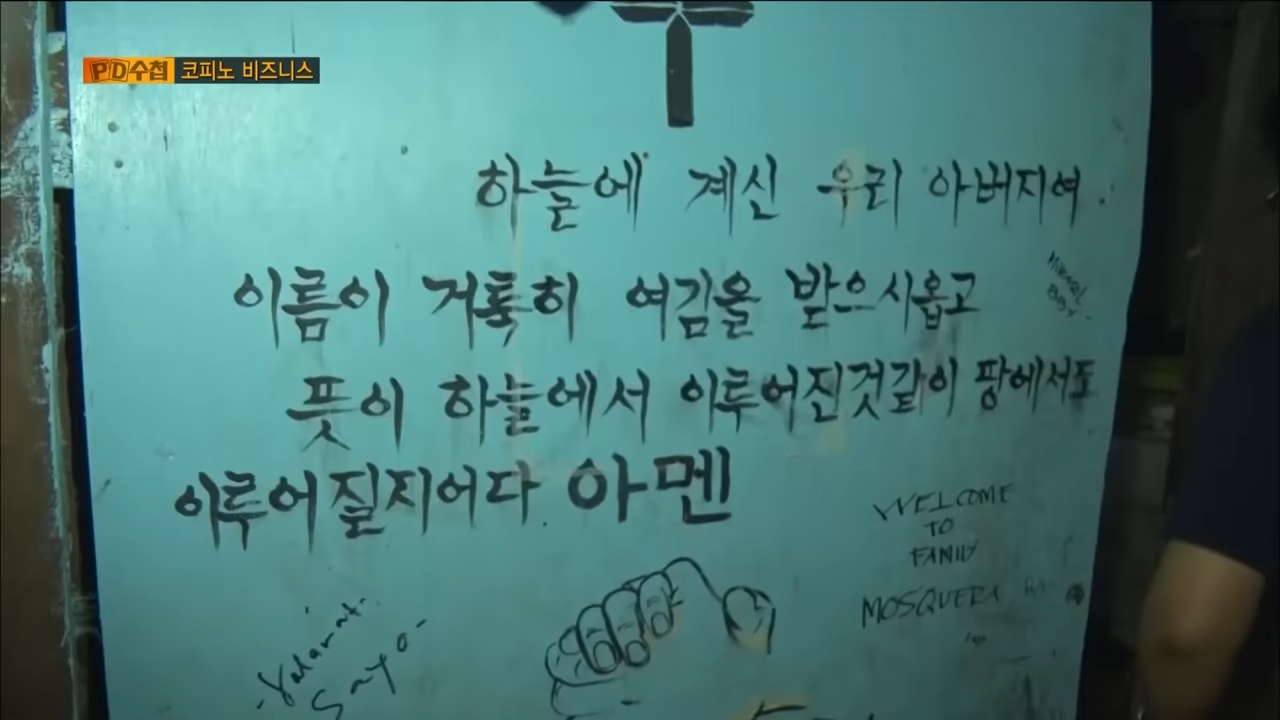 PD수첩 코피노 비즈니스
하늘에 계신 우리 아버지여
이름이 거룩히 여김을 받으시옵고
뜻이 하늘에서 이루어진것같이 땅에서도
이루어질지어다. 아멘
WELCOME
TO
FAMILY
MOSQUERA
Salamat
Sayo